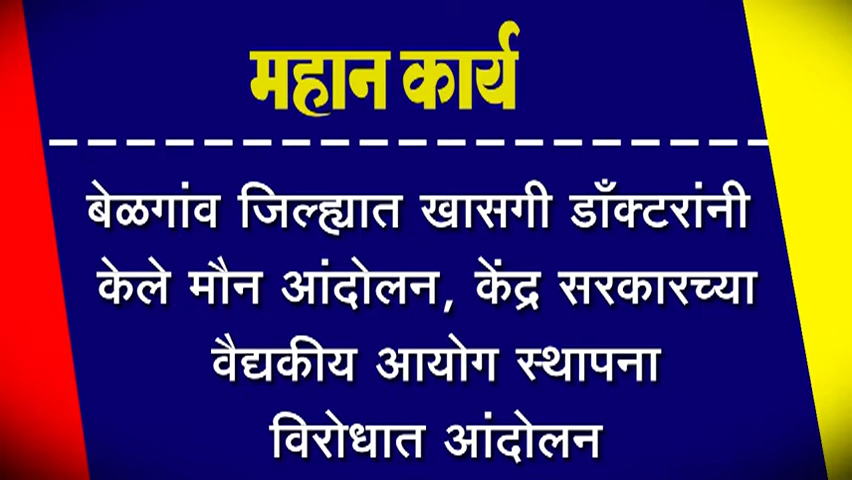 महान कार्य
बेळगांव जिल्ह्यात खासगी डाँक्टरांनी
केले मौन आंदोलन, केंद्र सरकारच्या
वैद्यकीय आयोग स्थापना
विरोधात आंदोलन